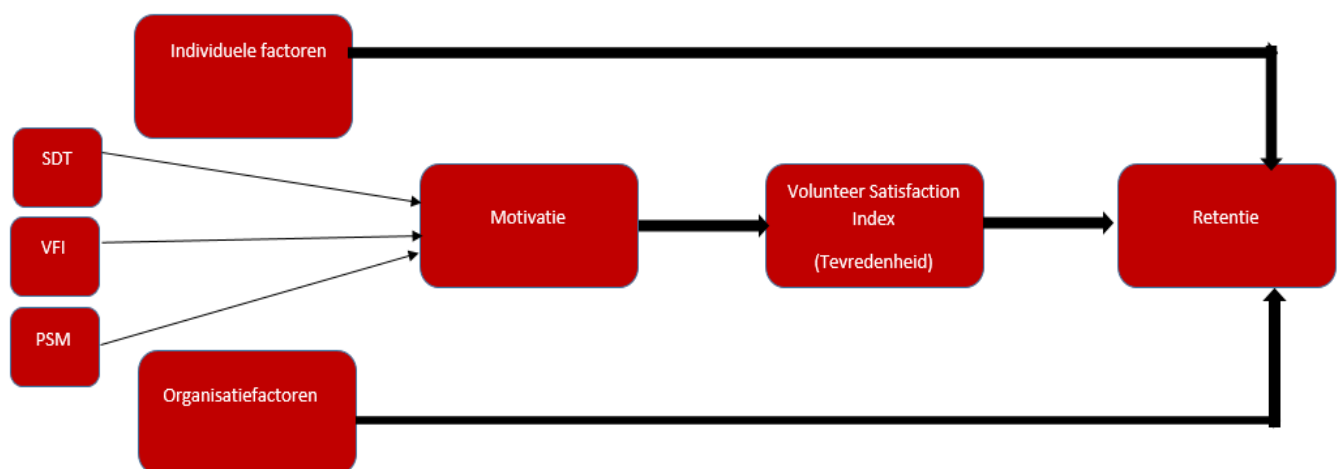 Individuele factoren
SDT
VFI
PSM
Motivatie
Volunteer Satisfaction
Index
(Tevredenheid)
Retentie
Organisatiefactoren